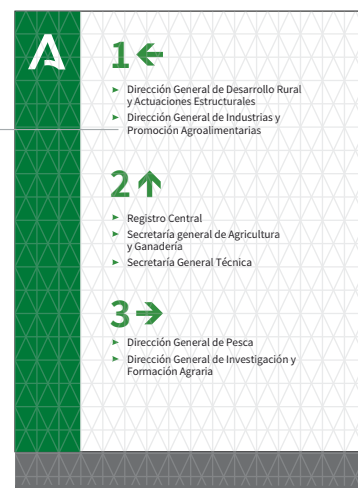 1 ←
➤ Dirección General de Desarrollo Rural
y Actuaciones Estructurales
➤ Dirección General de Industrias y
Promoción Agroalimentarias
2 ↑
➤ Registro Central
➤ Secretaría general de Agricultura
y Ganadería
➤ Secretaría General Técnica
3 →
➤ Dirección General de Pesca
➤ Dirección General de Investigación y
Formación Agraria